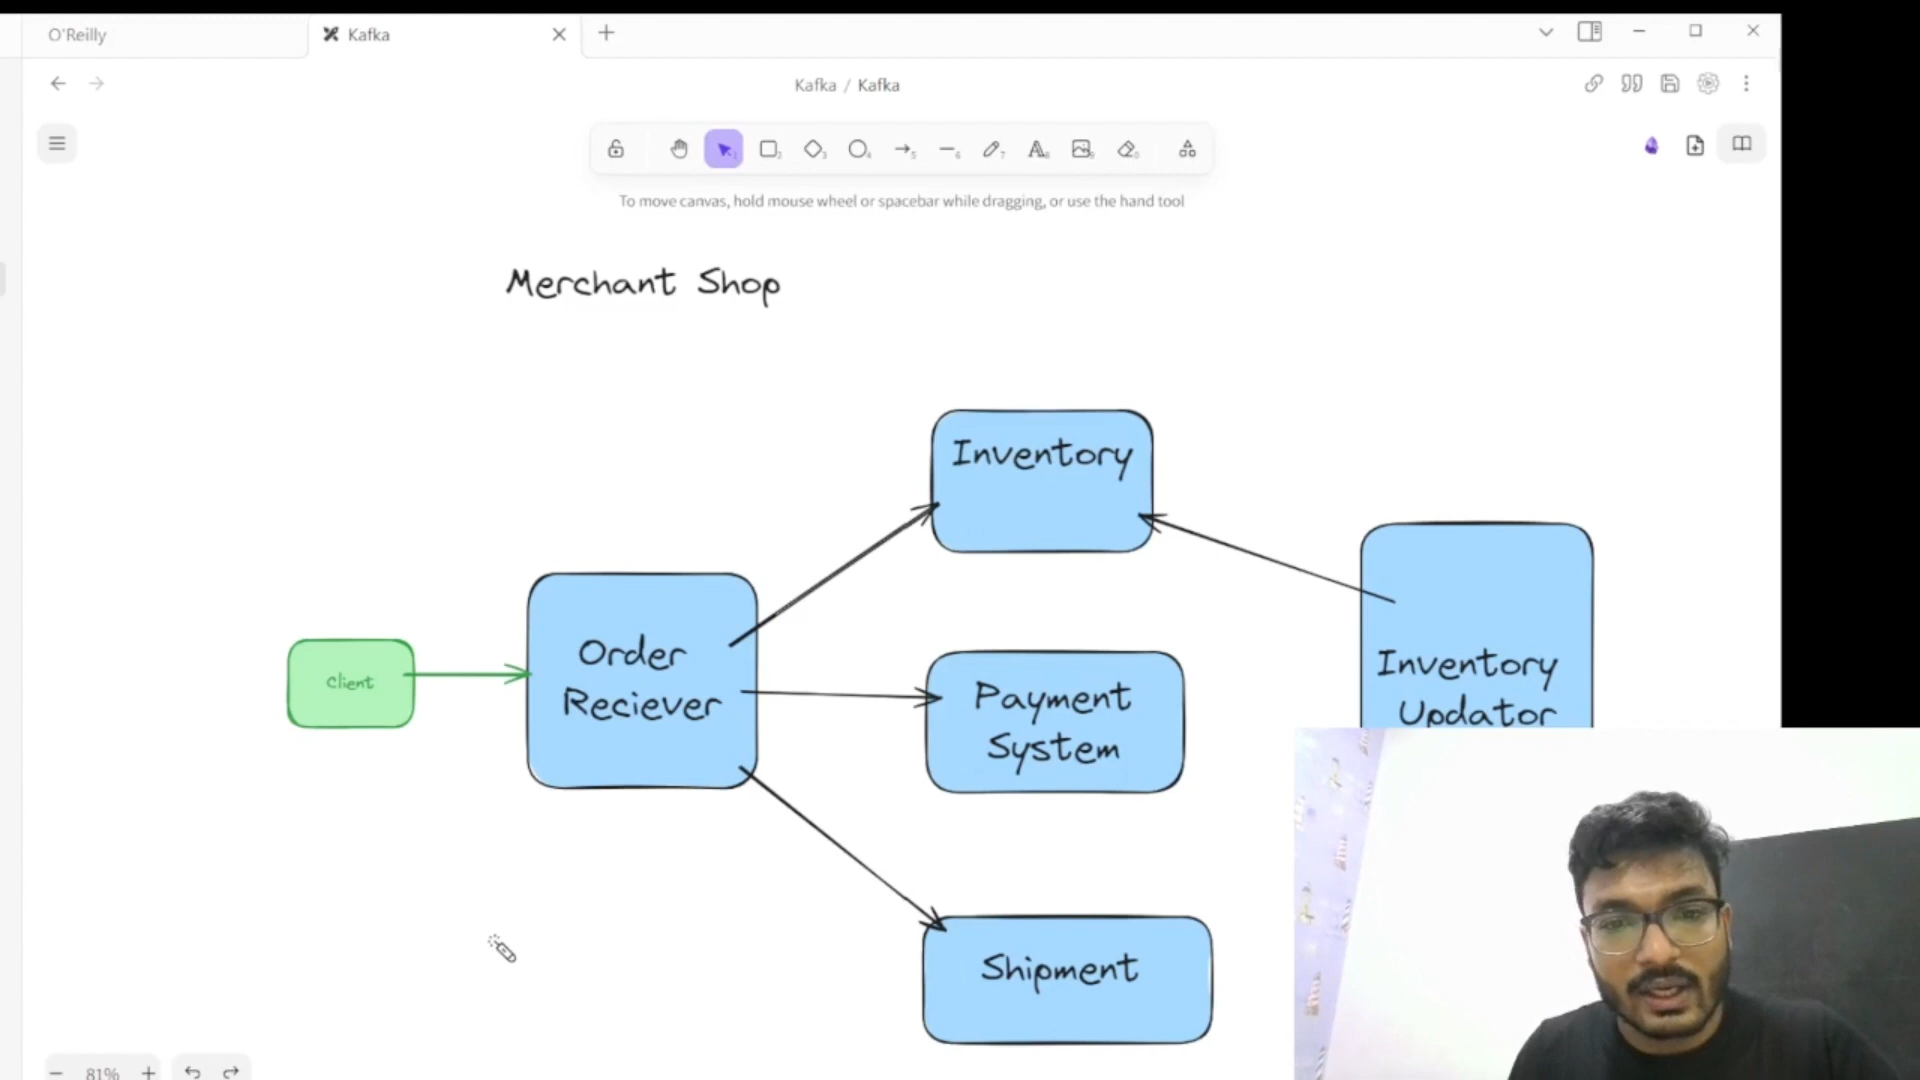 O'Reilly
Kafka
Kafka / Kafka
To move canvas, hold mouse wheel or spacebar while dragging, or use the hand tool
Merchant Shop
Inventory
Order
Reciever
Client
Payment
System
Inventory
Updator
Shipment
81%